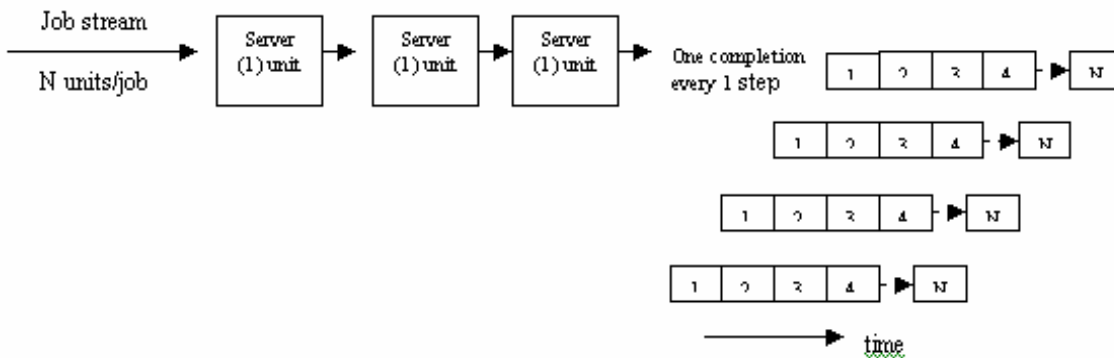 Job stream
N units/job
Server
(1) unit
Server
(1) unit
Server
(1) unit
One completion
every 1 step
1 2 3 4 N
1 2 3 4 N
1 2 3 4 N
1 2 3 4 N
time